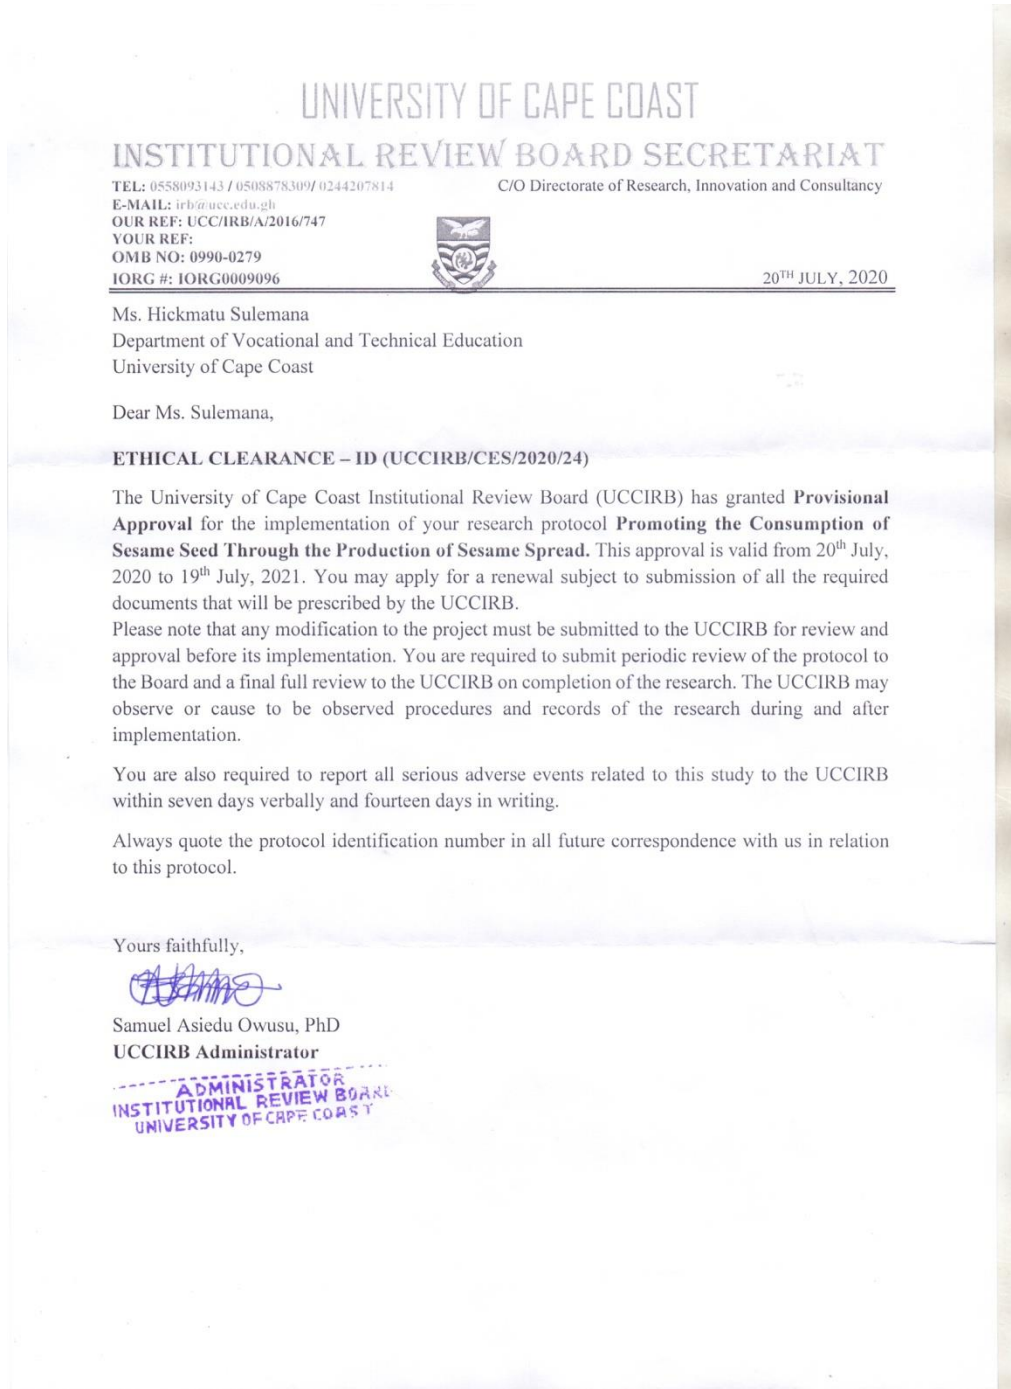 UNIVERSITY OF CAPE COAST
INSTITUTIONAL REVIEW BOARD SECRETARIAT
TEL: 0558093143 / 0508878309/ 0244207814
C/O Directorate of Research, Innovation and Consultancy
E-MAIL: irb@ucc.edu.gh
OUR REF: UCC/IRB/A/2016/747
YOUR REF:
OMB NO: 0990-0279
IORG #: IORG0009096
20TH JULY, 2020
Ms. Hickmatu Sulemana
Department of Vocational and Technical Education
University of Cape Coast
Dear Ms. Sulemana,
ETHICAL CLEARANCE – ID (UCCIRB/CES/2020/24)
The University of Cape Coast Institutional Review Board (UCCIRB) has granted Provisional
Approval for the implementation of your research protocol Promoting the Consumption of
Sesame Seed Through the Production of Sesame Spread. This approval is valid from 20th July,
2020 to 19th July, 2021. You may apply for a renewal subject to submission of all the required
documents that will be prescribed by the UCCIRB.
Please note that any modification to the project must be submitted to the UCCIRB for review and
approval before its implementation. You are required to submit periodic review of the protocol to
the Board and a final full review to the UCCIRB on completion of the research. The UCCIRB may
observe or cause to be observed procedures and records of the research during and after
implementation.
You are also required to report all serious adverse events related to this study to the UCCIRB
within seven days verbally and fourteen days in writing.
Always quote the protocol identification number in all future correspondence with us in relation
to this protocol.
Yours faithfully,
Samuel Asiedu Owusu, PhD
UCCIRB Administrator
ADMINISTRATOR
INSTITUTIONAL REVIEW BOARD
UNIVERSITY OF CAPE COAST